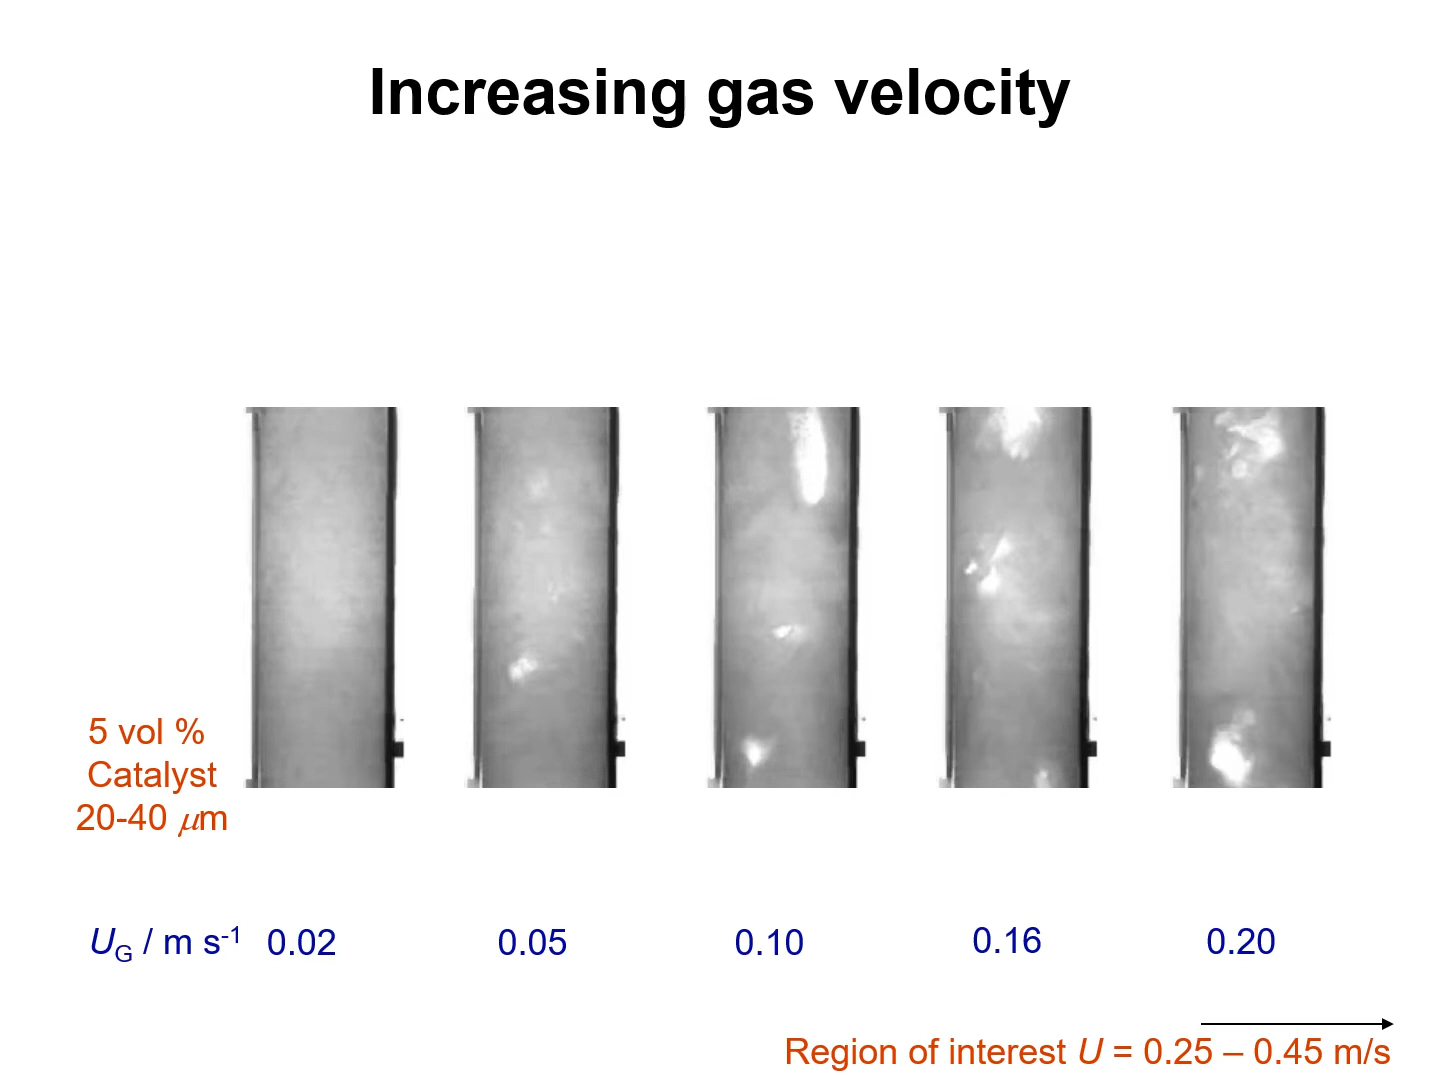 Increasing gas velocity
5 vol %
Catalyst
20-40 μm
U_G / m s⁻¹ 0.02 0.05 0.10 0.16 0.20
Region of interest U = 0.25 – 0.45 m/s